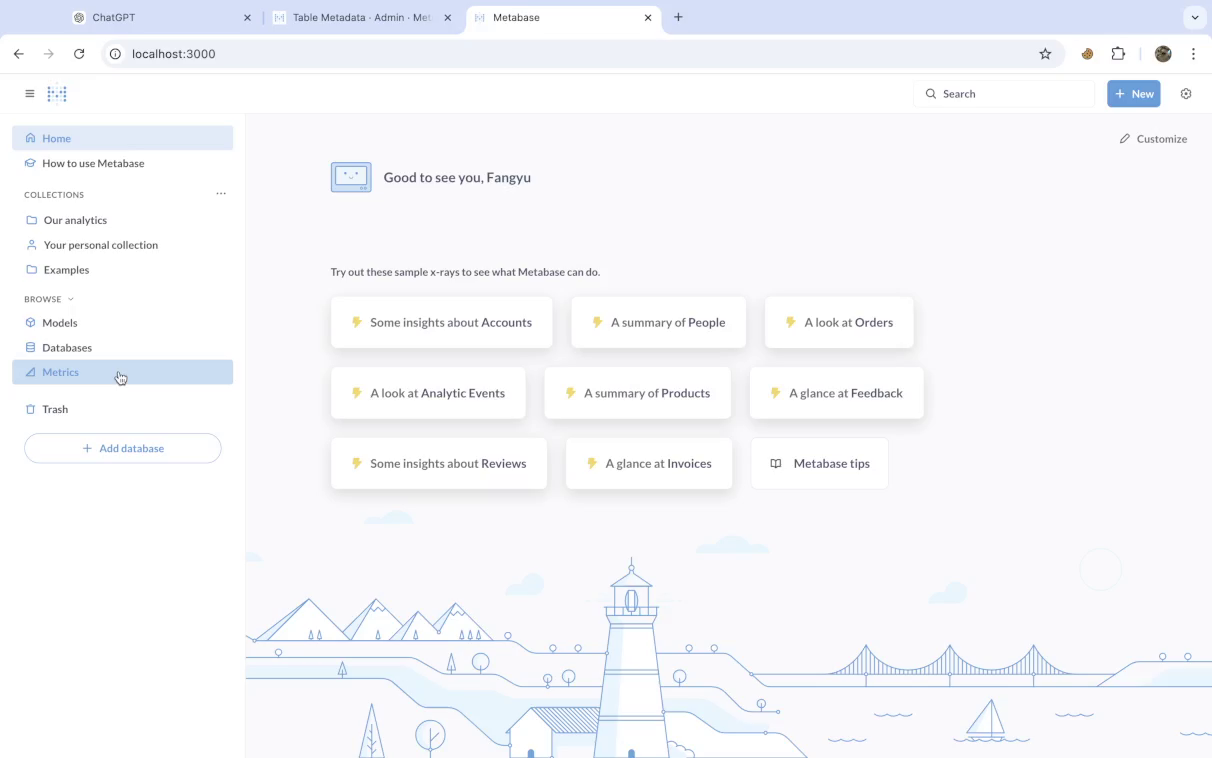 ChatGPT
Table Metadata · Admin · Met
Metabase
localhost:3000
Search
+ New
Home
How to use Metabase
COLLECTIONS
Our analytics
Your personal collection
Examples
BROWSE
Models
Databases
Metrics
Trash
+ Add database
Customize
Good to see you, Fangyu
Try out these sample x-rays to see what Metabase can do.
Some insights about Accounts
A summary of People
A look at Orders
A look at Analytic Events
A summary of Products
A glance at Feedback
Some insights about Reviews
A glance at Invoices
Metabase tips